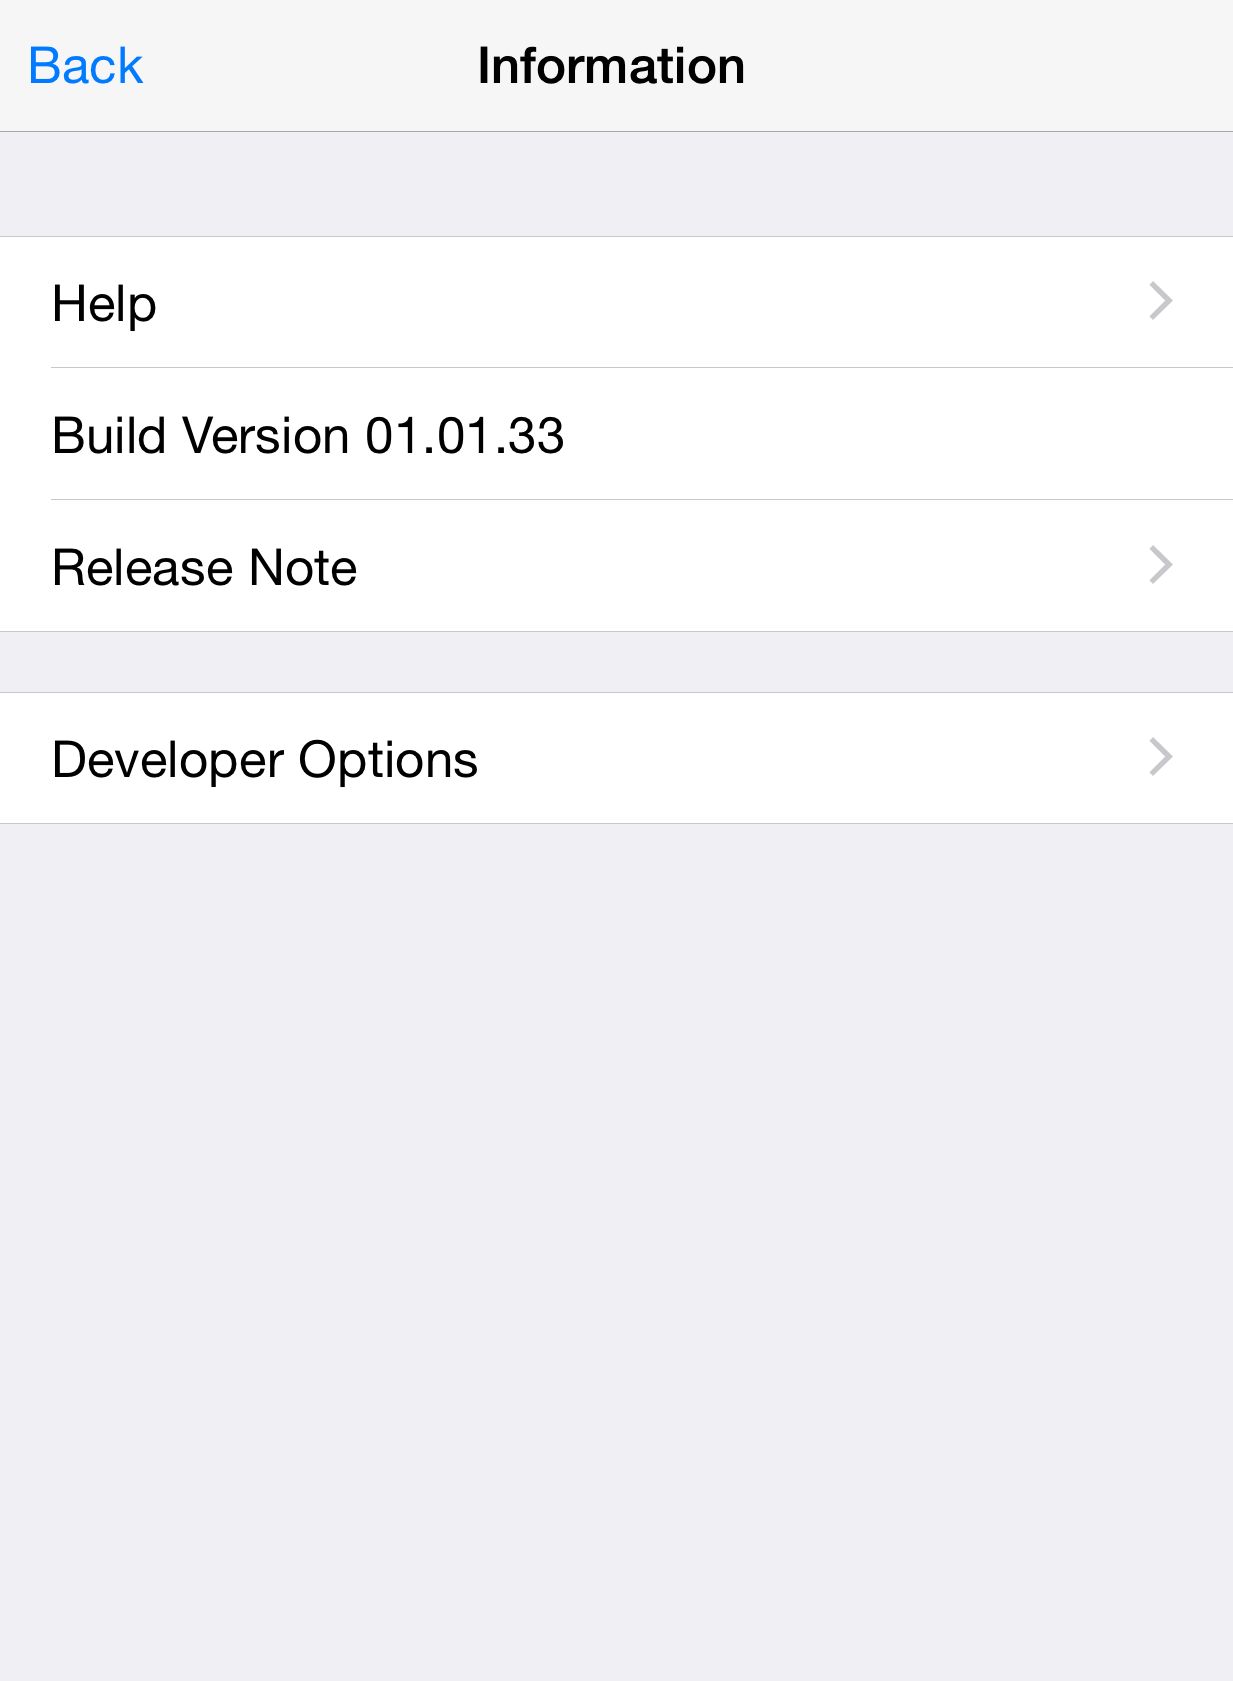 Back
Information
Help
Build Version 01.01.33
Release Note
Developer Options